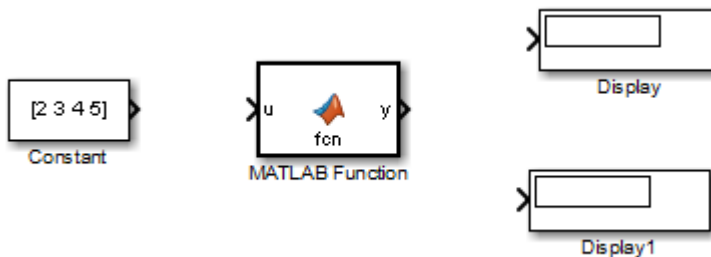 [2 3 4 5]
Constant
u
y
fcn
MATLAB Function
Display
Display1